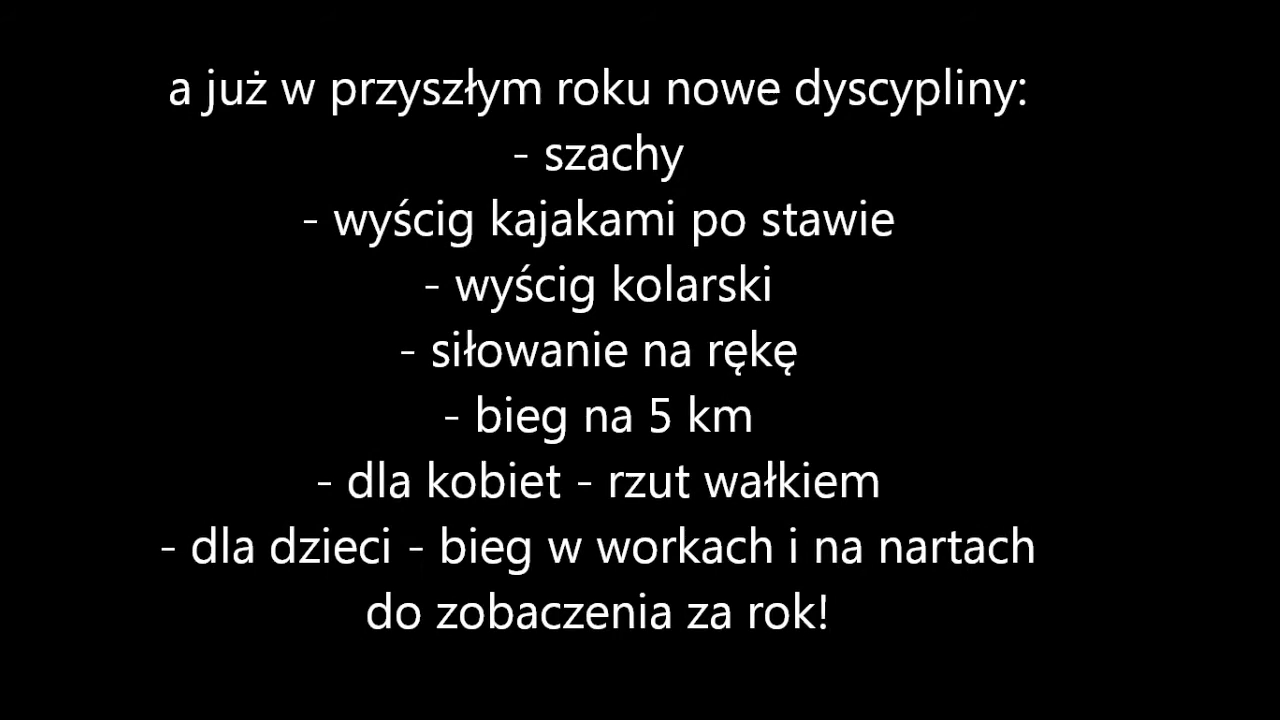 a już w przyszłym roku nowe dyscypliny:
- szachy
- wyścig kajakami po stawie
- wyścig kolarski
- siłowanie na rękę
- bieg na 5 km
- dla kobiet - rzut wałkiem
- dla dzieci - bieg w workach i na nartach
do zobaczenia za rok!